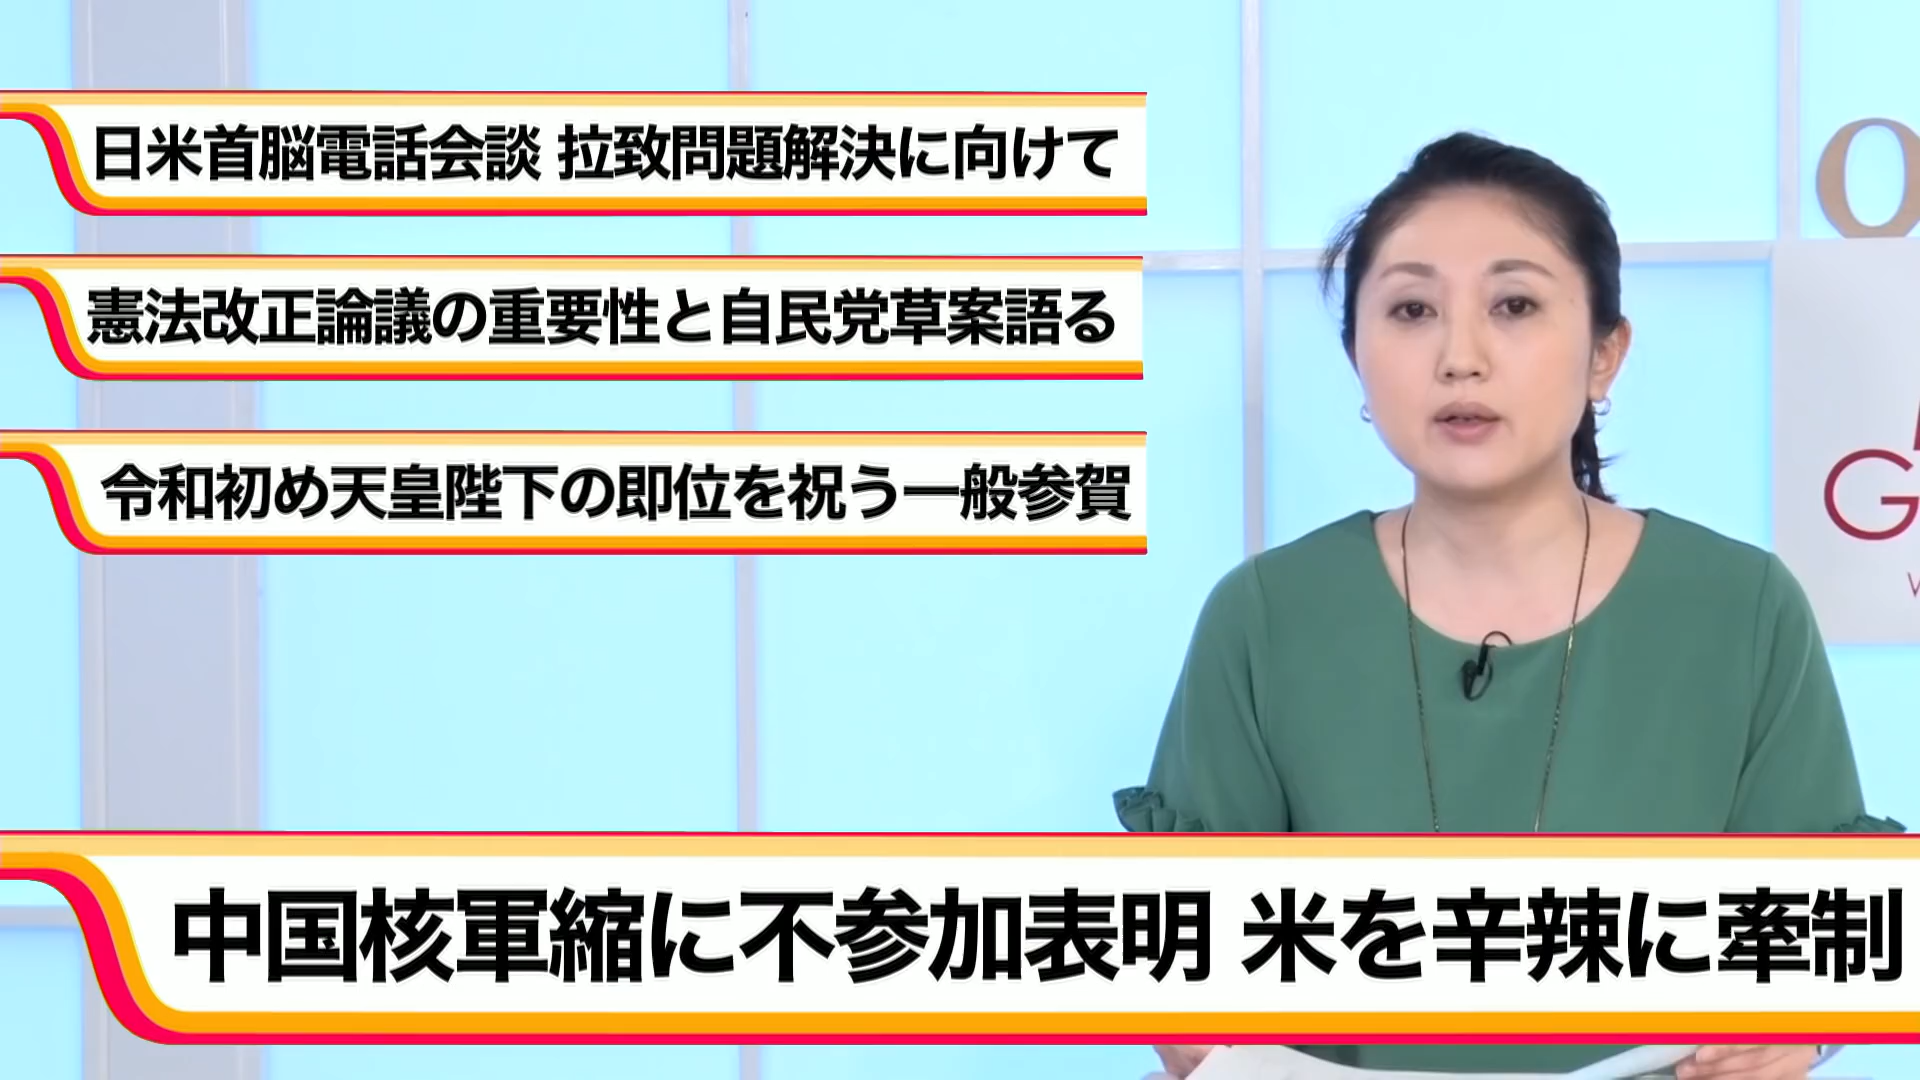 日米首脳電話会談 拉致問題解決に向けて
憲法改正論議の重要性と自民党草案語る
令和初め天皇陛下の即位を祝う一般参賀
中国核軍縮に不参加表明 米を辛辣に牽制